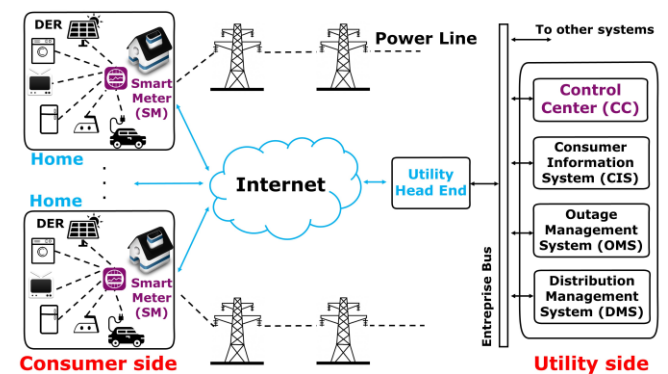 DER
Smart
Meter
(SM)
Home
Power Line
To other systems
Internet
Utility
Head End
Entreprise Bus
Control
Center (CC)
Consumer
Information
System (CIS)
Outage
Management
System (OMS)
Distribution
Management
System (DMS)
Home
DER
Smart
Meter
(SM)
Consumer side
Utility side